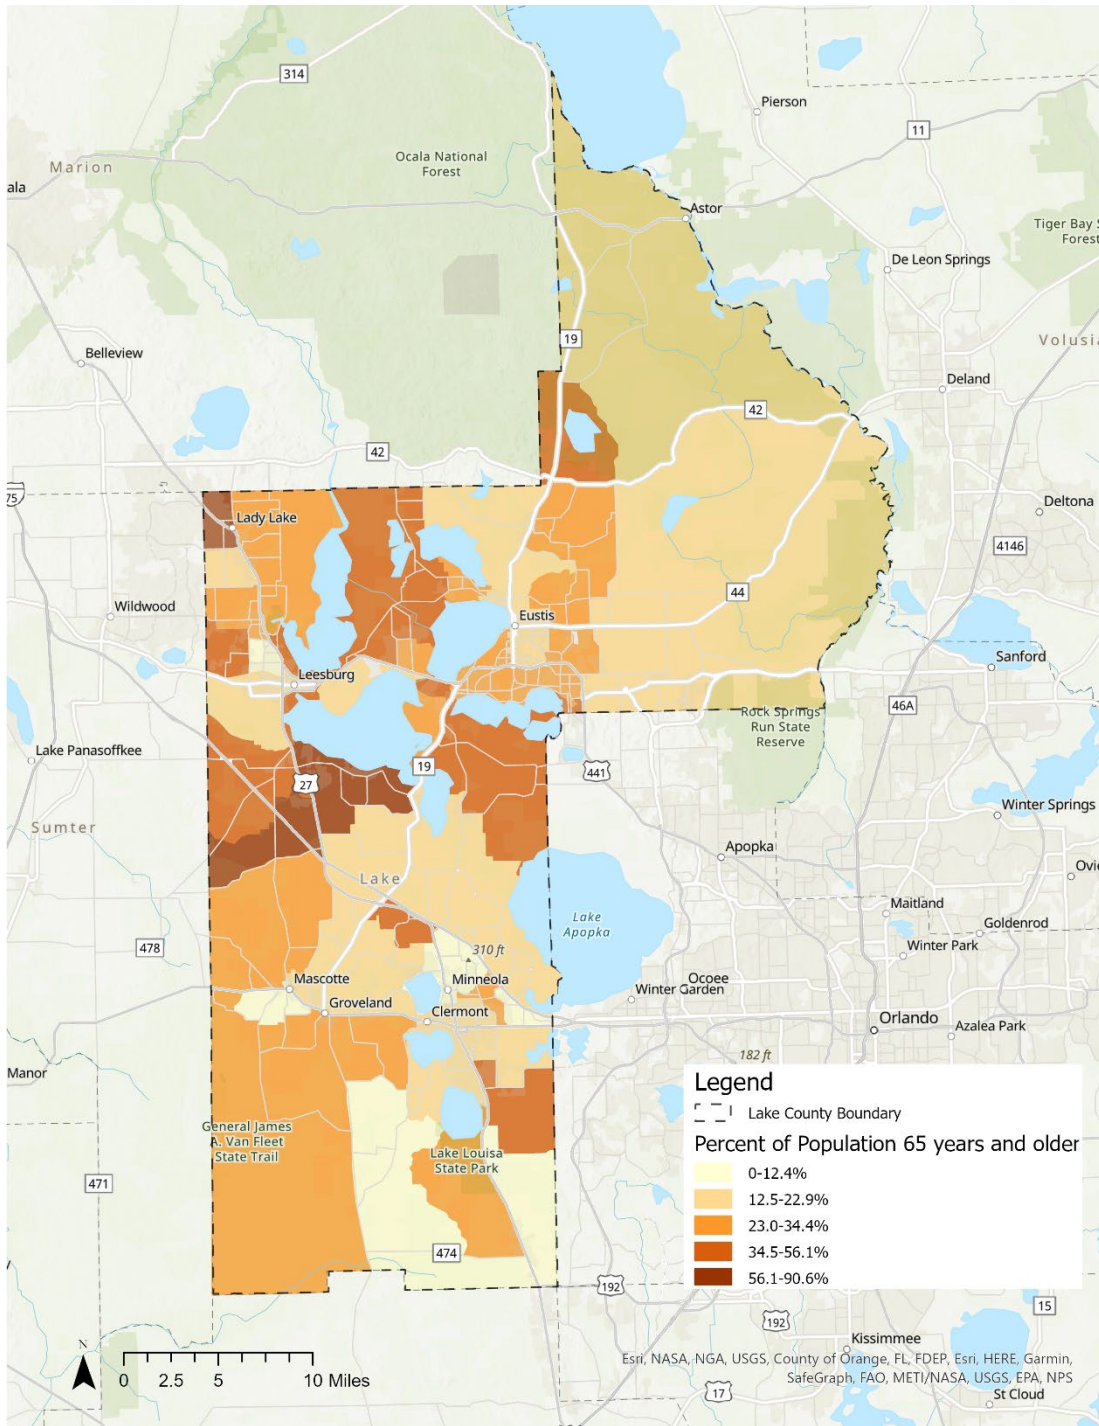 314
Pierson
11
Marion
Ocala National
Forest
ala
Astor
Tiger Bay S
Forest
De Leon Springs
19
Volusia
Belleview
Deland
42
42
75
Lady Lake
Deltona
4146
Wildwood
44
Eustis
Sanford
Leesburg
46A
Rock Springs
Run State
Reserve
Lake Panasoffkee
19
441
27
Winter Springs
Sumter
Apopka
Ovie
Lake
Maitland
Lake
Apopka
Goldenrod
478
310 ft
Winter Park
Mascotte
Minneola
Ocoee
Winter Garden
Groveland
Clermont
Orlando
Azalea Park
182 ft
Manor
Legend
Lake County Boundary
General James
A. Van Fleet
State Trail
Percent of Population 65 years and older
Lake Louisa
State Park
0-12.4%
471
12.5-22.9%
23.0-34.4%
474
34.5-56.1%
56.1-90.6%
192
15
192
N
Kissimmee
Esri, NASA, NGA, USGS, County of Orange, FL, FDEP, Esri, HERE, Garmin,
SafeGraph, FAO, METI/NASA, USGS, EPA, NPS
0 2.5 5 10 Miles
17
St Cloud